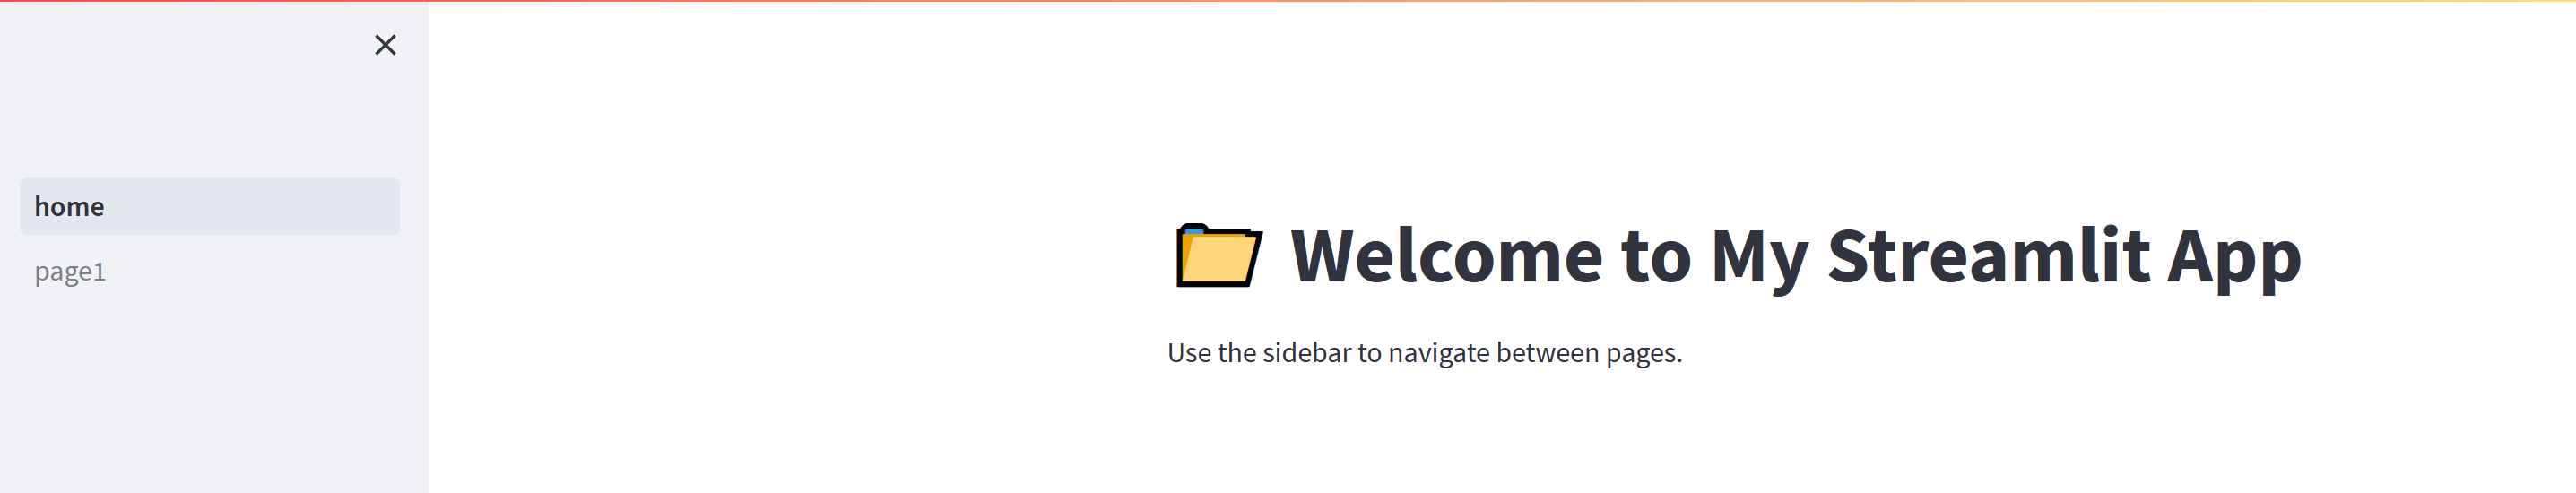 home
page1
Welcome to My Streamlit App
Use the sidebar to navigate between pages.